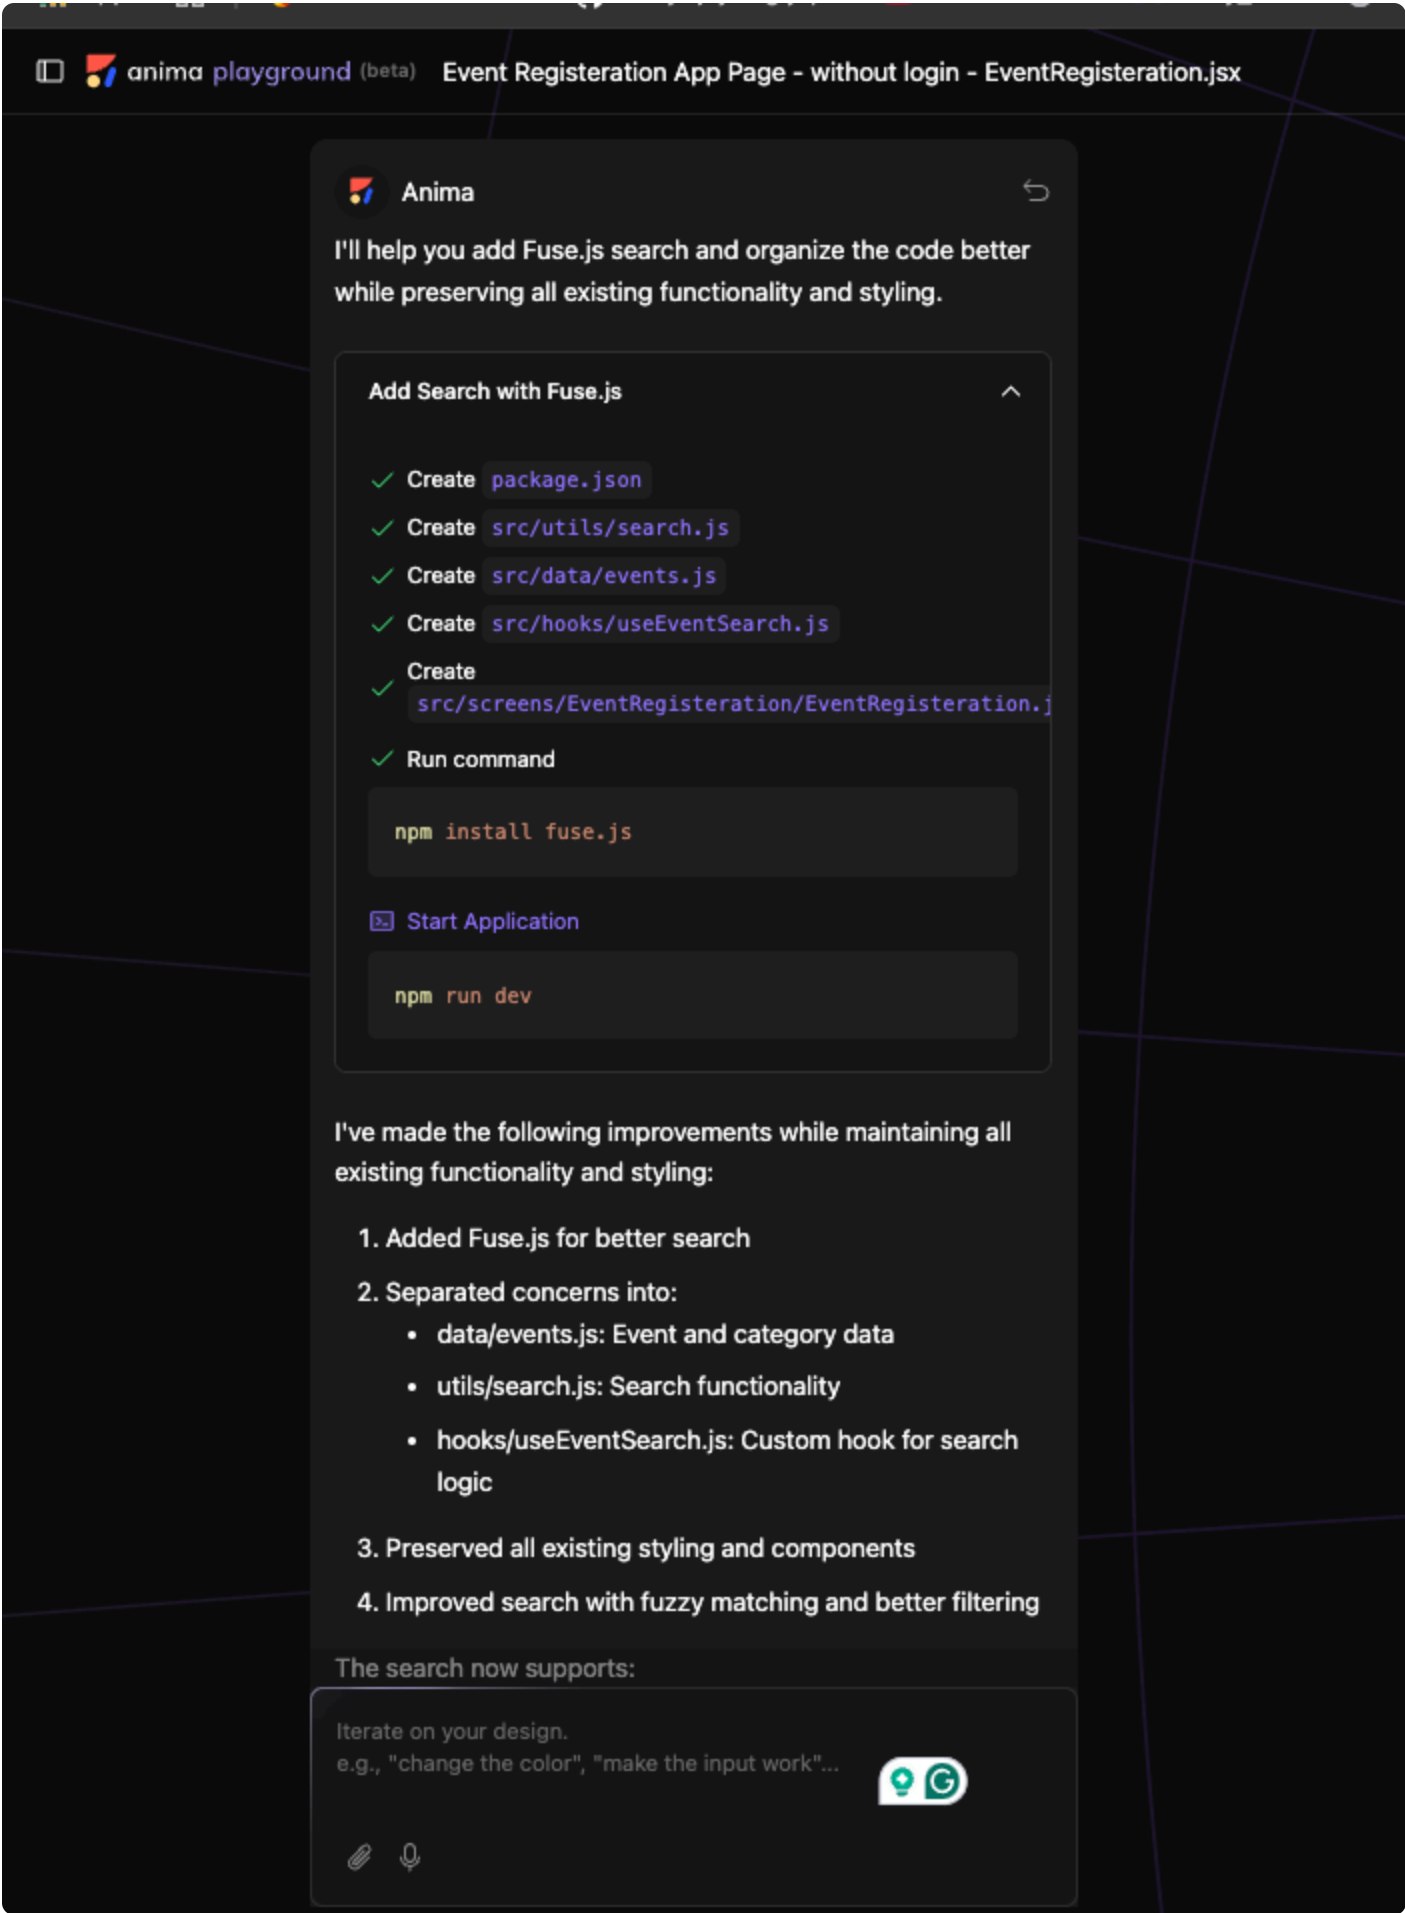 anima playground (beta) Event Registeration App Page - without login - EventRegisteration.jsx
Anima
I'll help you add Fuse.js search and organize the code better
while preserving all existing functionality and styling.
Add Search with Fuse.js
Create package.json
Create src/utils/search.js
Create src/data/events.js
Create src/hooks/useEventSearch.js
Create
src/screens/EventRegisteration/EventRegisteration.j
Run command
npm install fuse.js
Start Application
npm run dev
I've made the following improvements while maintaining all
existing functionality and styling:
1. Added Fuse.js for better search
2. Separated concerns into:
• data/events.js: Event and category data
• utils/search.js: Search functionality
• hooks/useEventSearch.js: Custom hook for search
logic
3. Preserved all existing styling and components
4. Improved search with fuzzy matching and better filtering
The search now supports:
Iterate on your design.
e.g., "change the color", "make the input work"...